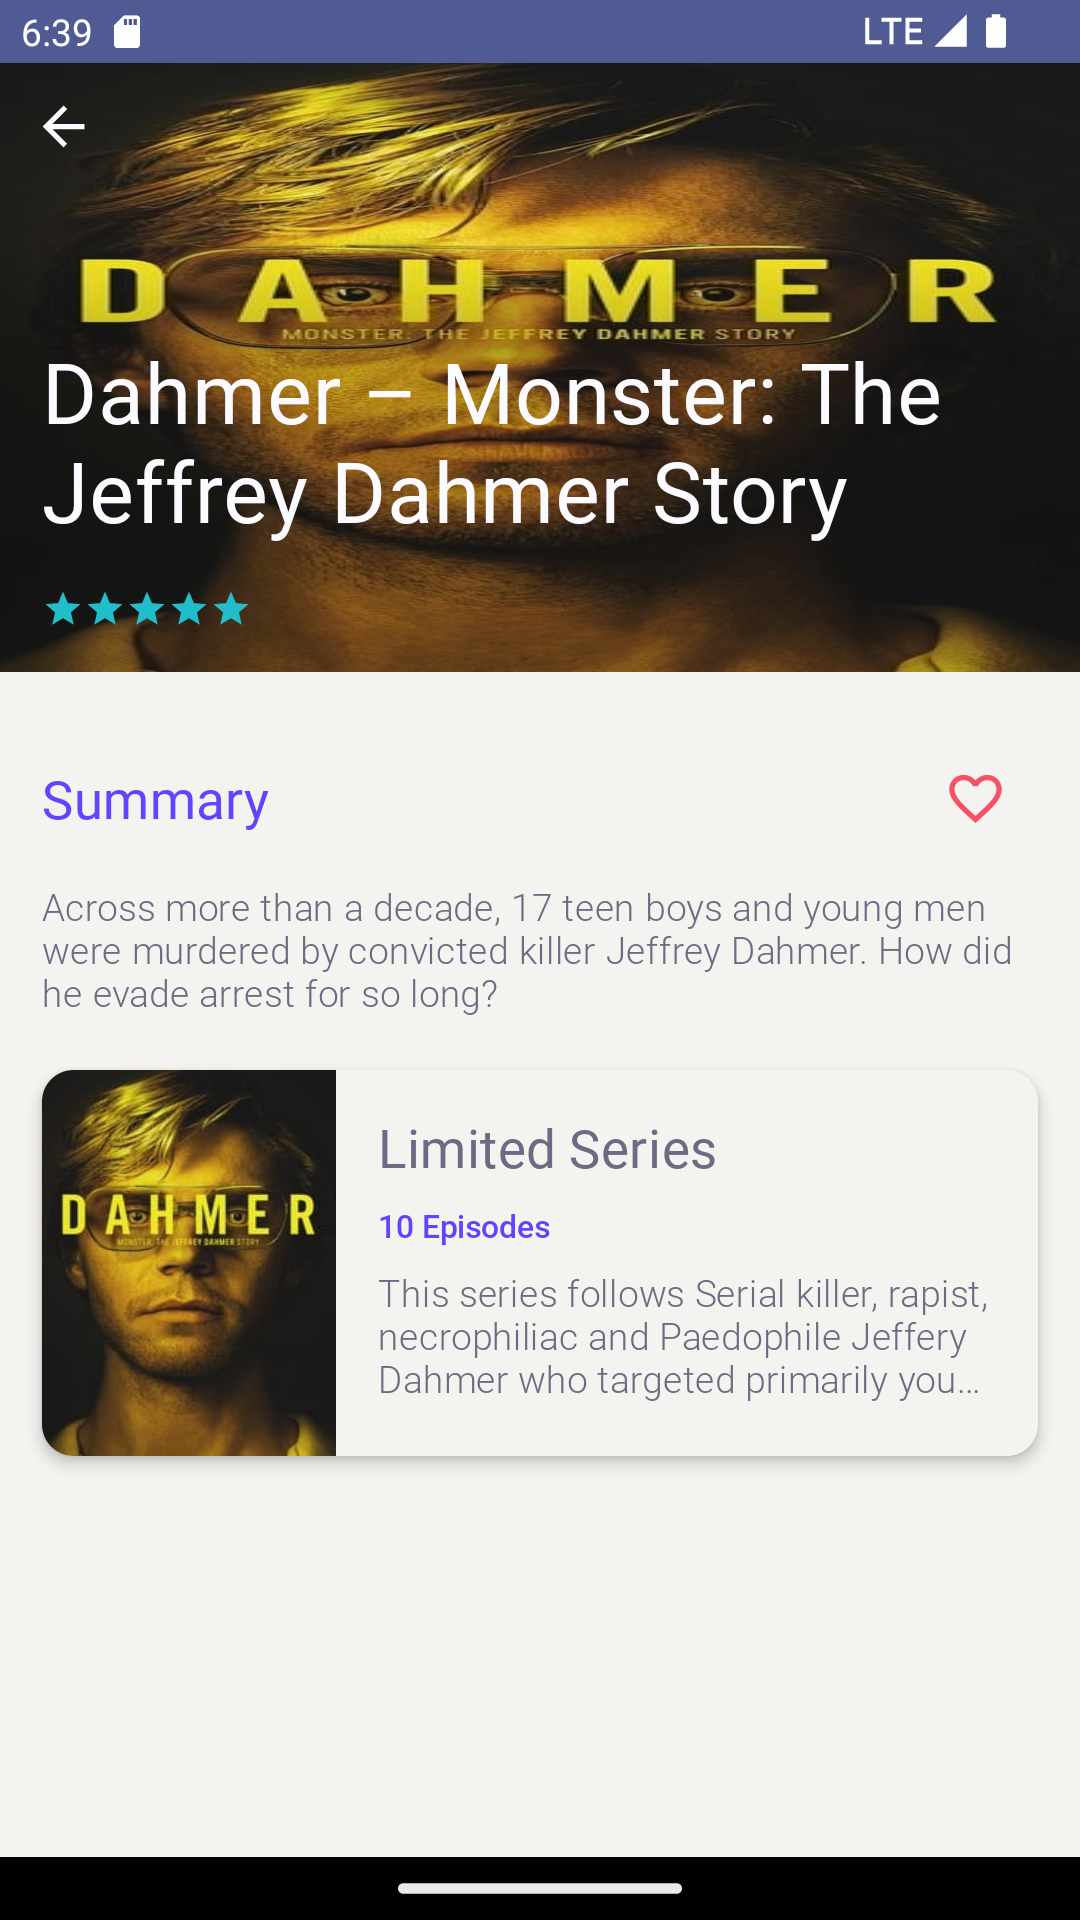 6:39
LTE
D A H M E R
MONSTER: THE JEFFREY DAHMER STORY
Dahmer – Monster: The
Jeffrey Dahmer Story
Summary
Across more than a decade, 17 teen boys and young men
were murdered by convicted killer Jeffrey Dahmer. How did
he evade arrest for so long?
D A H M E R
MONSTER: THE JEFFREY DAHMER STORY
Limited Series
10 Episodes
This series follows Serial killer, rapist,
necrophiliac and Paedophile Jeffery
Dahmer who targeted primarily you...